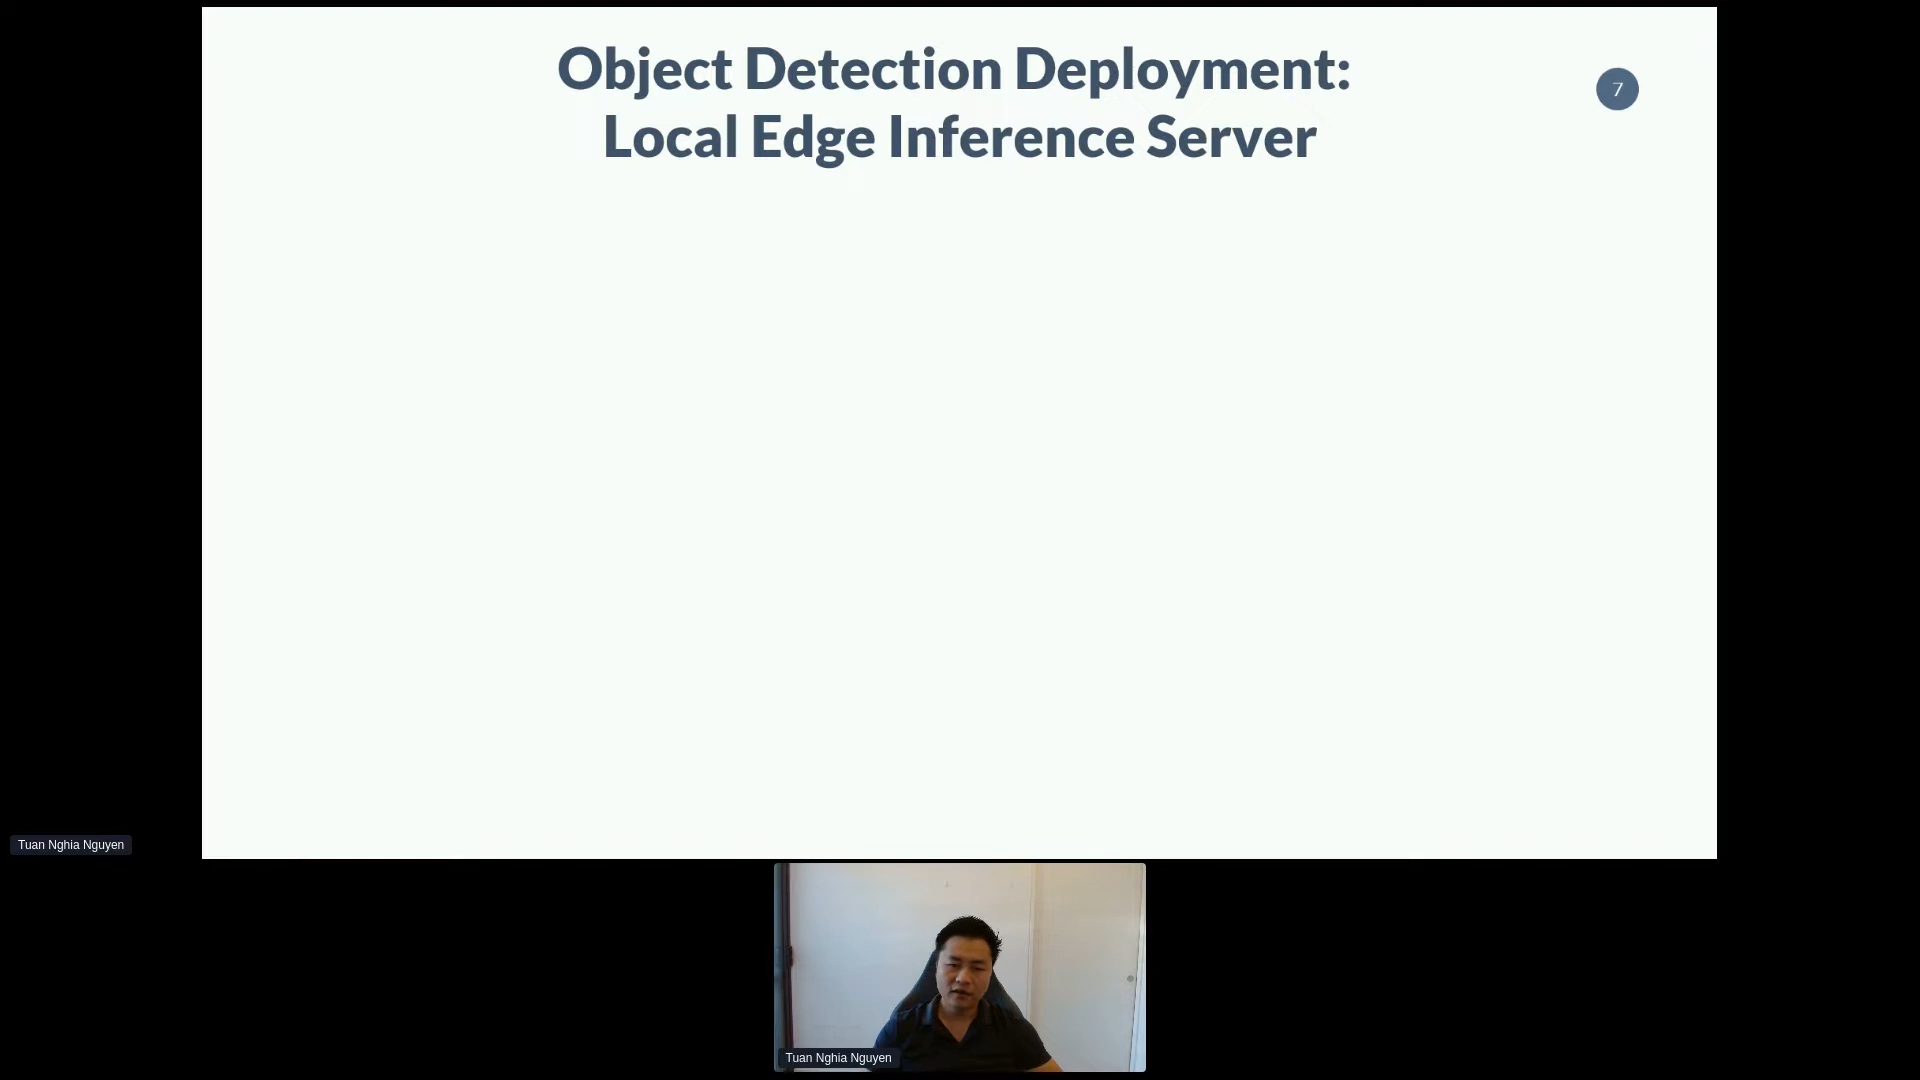 Object Detection Deployment:
Local Edge Inference Server
7
Tuan Nghia Nguyen
Tuan Nghia Nguyen